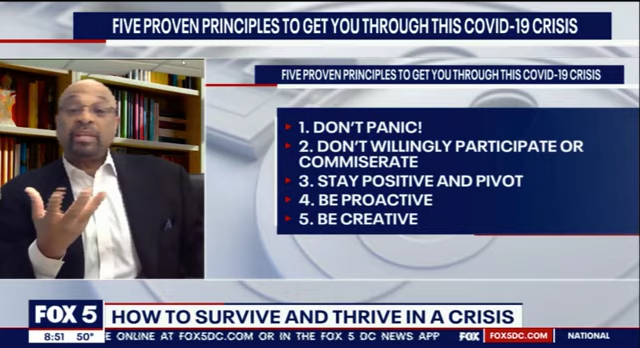 FIVE PROVEN PRINCIPLES TO GET YOU THROUGH THIS COVID-19 CRISIS
FIVE PROVEN PRINCIPLES TO GET YOU THROUGH THIS COVID-19 CRISIS
1. DON'T PANIC!
2. DON'T WILLINGLY PARTICIPATE OR
COMMISERATE
3. STAY POSITIVE AND PIVOT
4. BE PROACTIVE
5. BE CREATIVE
FOX 5
HOW TO SURVIVE AND THRIVE IN A CRISIS
8:51 50° E ONLINE AT FOX5DC.COM OR IN THE FOX 5 DC NEWS APP FOX FOX5DC.COM NATIONAL